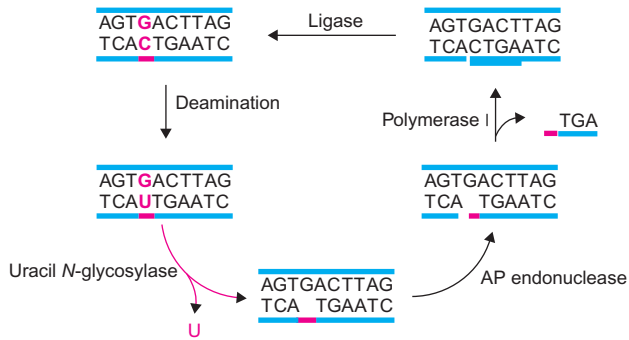 AGTGACTTAG
TCACTGAATC
Ligase
AGTGACTTAG
TCACTGAATC
Deamination
Polymerase I
TGA
AGTGACTTAG
TCAUTGAATC
AGTGACTTAG
TCA TGAATC
Uracil N-glycosylase
U
AGTGACTTAG
TCA TGAATC
AP endonuclease